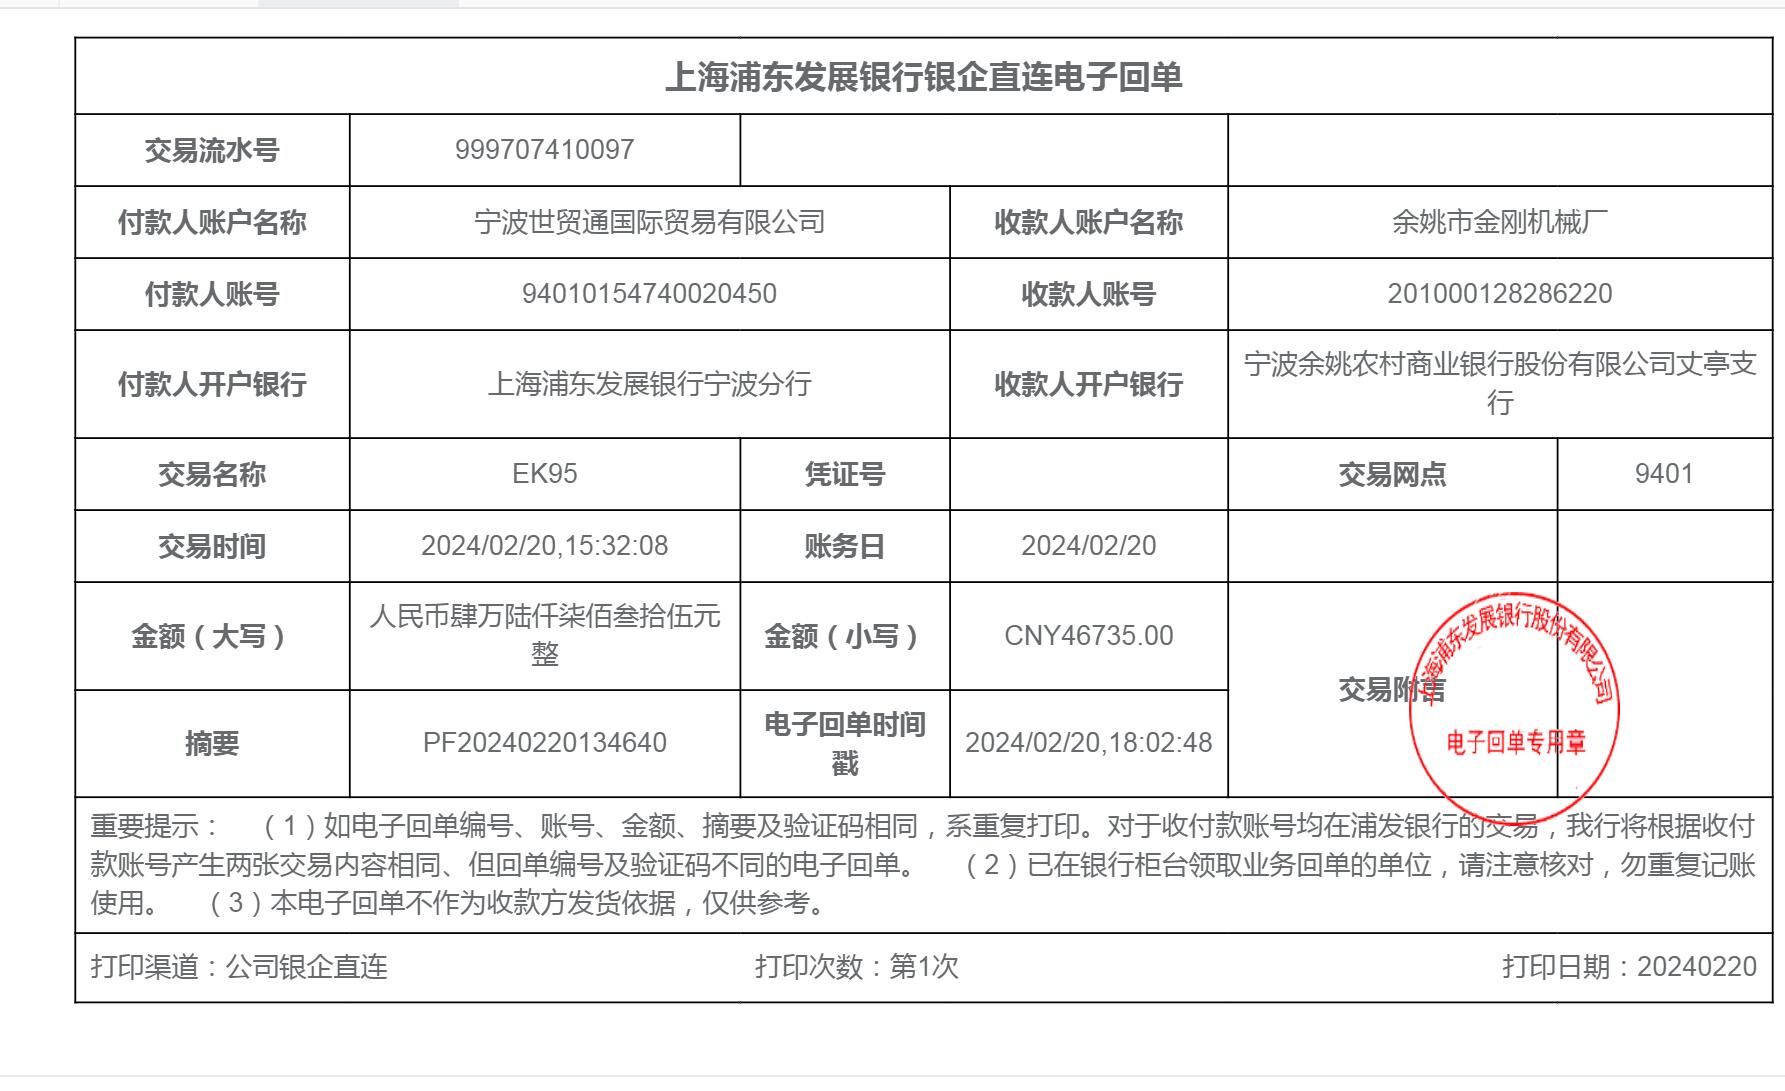 上海浦东发展银行银企直连电子回单
交易流水号 999707410097
付款人账户名称 宁波世贸通国际贸易有限公司 收款人账户名称 余姚市金刚机械厂
付款人账号 94010154740020450 收款人账号 201000128286220
付款人开户银行 上海浦东发展银行宁波分行 收款人开户银行 宁波余姚农村商业银行股份有限公司丈亭支
行
交易名称 EK95 凭证号 交易网点 9401
交易时间 2024/02/20,15:32:08 账务日 2024/02/20
金额（大写） 人民币肆万陆仟柒佰叁拾伍元
整
金额（小写） CNY46735.00
交易附言
上海浦东发展银行股份有限公司
电子回单专用章
摘要 PF20240220134640 电子回单时间
戳
2024/02/20,18:02:48
重要提示： （1）如电子回单编号、账号、金额、摘要及验证码相同，系重复打印。对于收付款账号均在浦发银行的交易，我行将根据收付
款账号产生两张交易内容相同、但回单编号及验证码不同的电子回单。 （2）已在银行柜台领取业务回单的单位，请注意核对，勿重复记账
使用。 （3）本电子回单不作为收款方发货依据，仅供参考。
打印渠道：公司银企直连 打印次数：第1次 打印日期：20240220